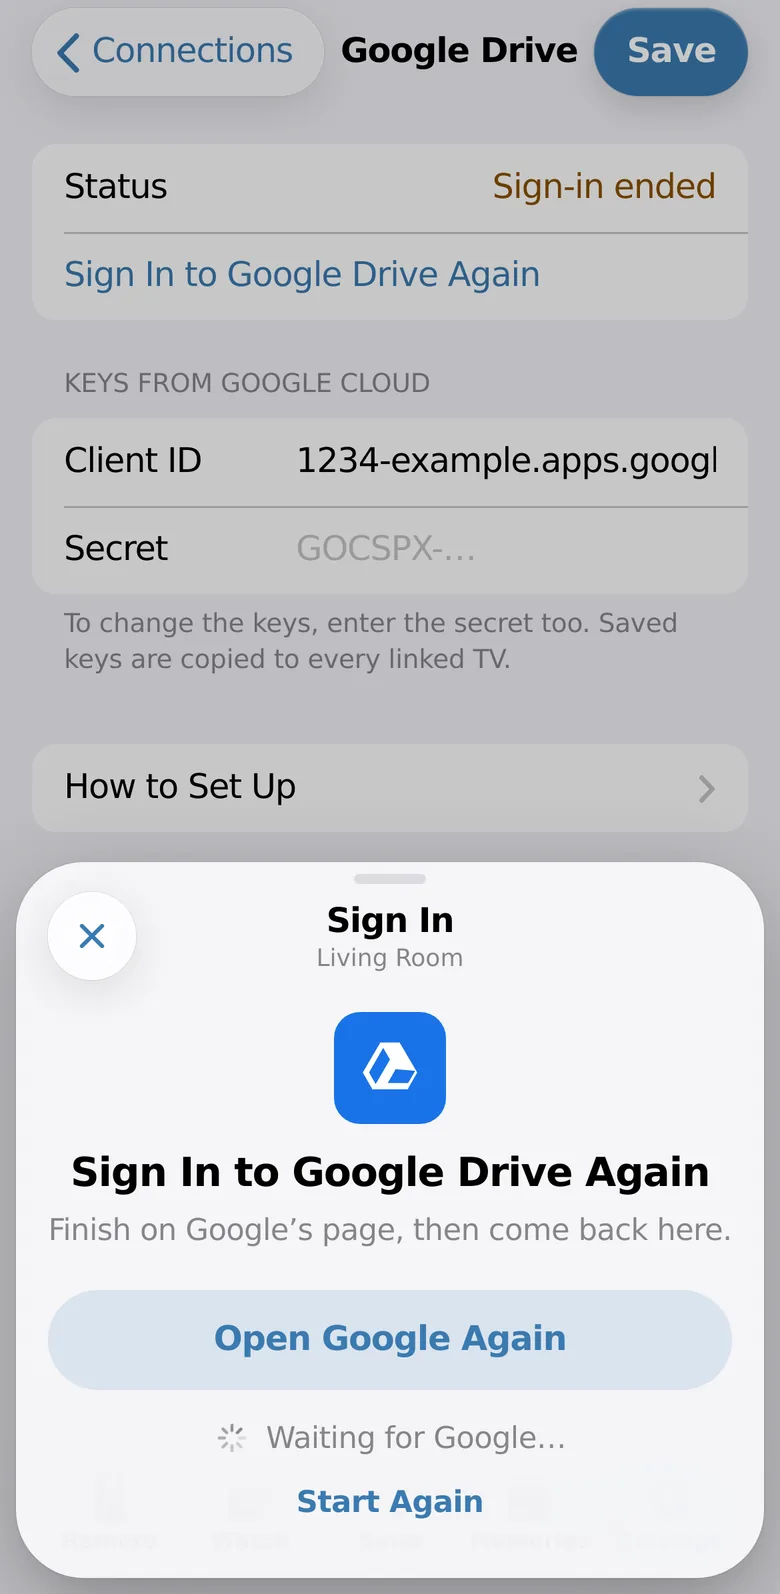 Connections
Google Drive
Save
Status
Sign-in ended
Sign In to Google Drive Again
KEYS FROM GOOGLE CLOUD
Client ID
1234-example.apps.googl
Secret
GOCSPX-…
To change the keys, enter the secret too. Saved
keys are copied to every linked TV.
How to Set Up
Sign In
Living Room
Sign In to Google Drive Again
Finish on Google’s page, then come back here.
Open Google Again
Waiting for Google…
Start Again